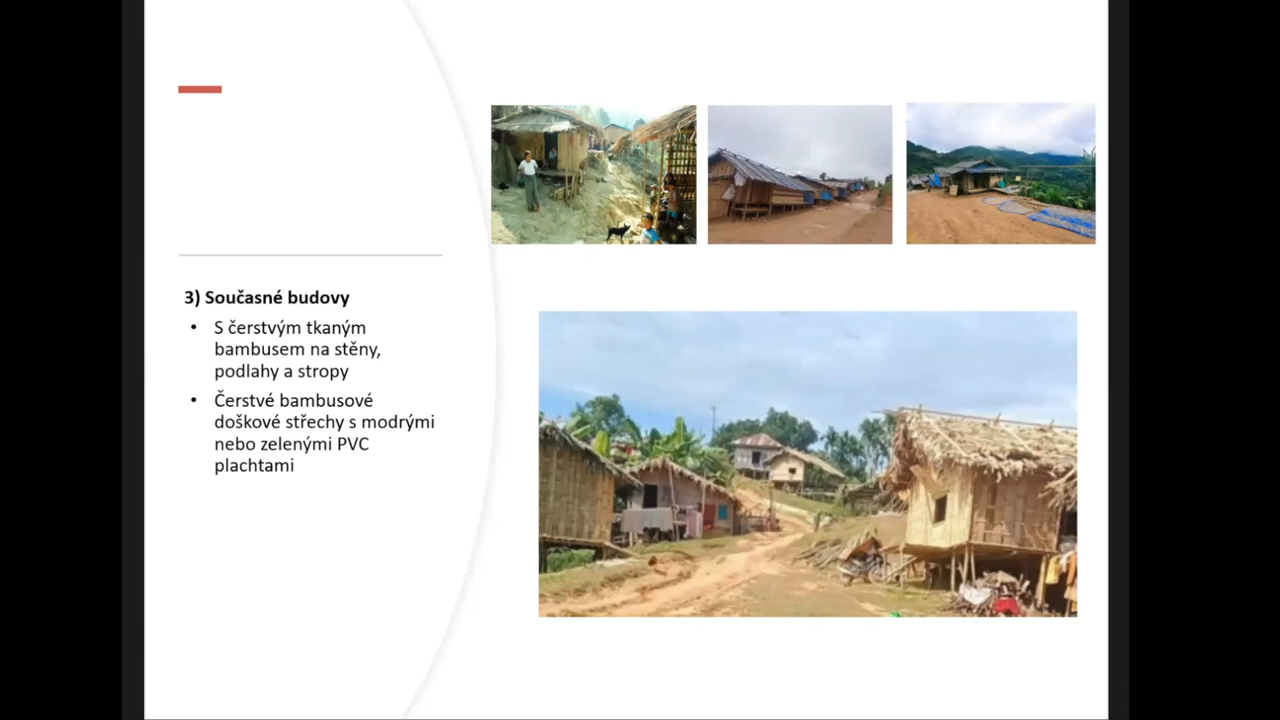 3) Současné budovy
• S čerstvým tkaným
bambusem na stěny,
podlahy a stropy
• Čerstvé bambusové
doškové střechy s modrými
nebo zelenými PVC
plachtami